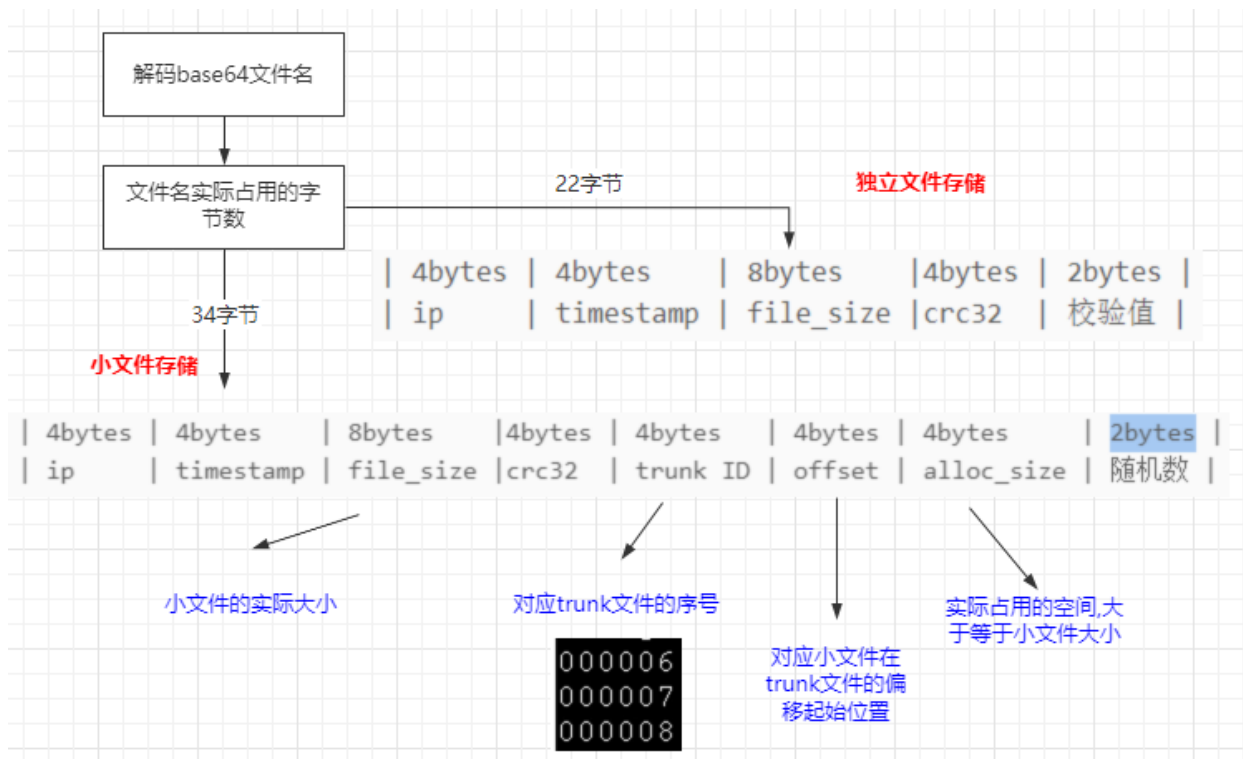 解码base64文件名
文件名实际占用的字
节数
22字节
独立文件存储
| 4bytes | 4bytes | 8bytes |4bytes | 2bytes |
| ip | timestamp | file_size |crc32 | 校验值 |
34字节
小文件存储
| 4bytes | 4bytes | 8bytes |4bytes | 4bytes | 4bytes | 4bytes | 2bytes |
| ip | timestamp | file_size |crc32 | trunk ID | offset | alloc_size | 随机数 |
小文件的实际大小
对应trunk文件的序号
000006
000007
000008
对应小文件在
trunk文件的偏
移起始位置
实际占用的空间,大
于等于小文件大小